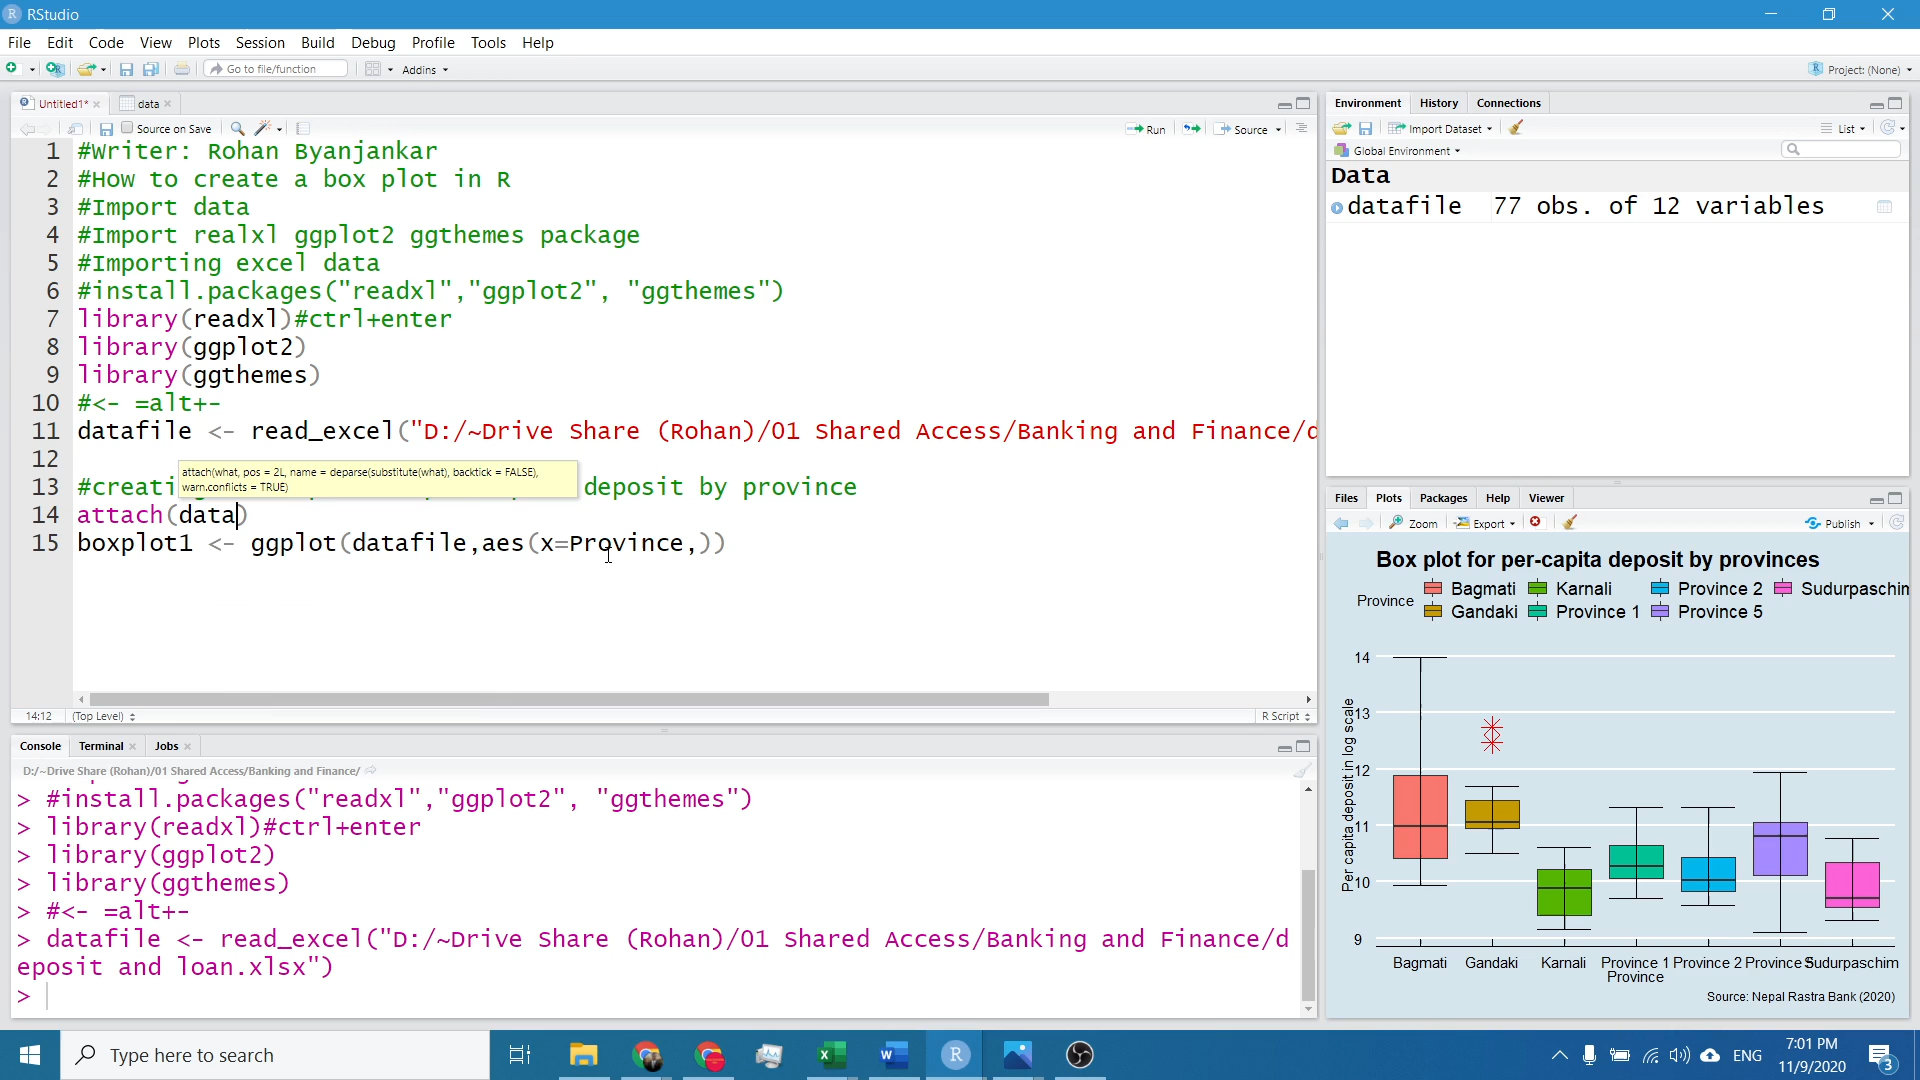 RStudio
File Edit Code View Plots Session Build Debug Profile Tools Help
Go to file/function Addins Project: (None)
Untitled1* data
Source on Save Run Source
1 #Writer: Rohan Byanjankar
2 #How to create a box plot in R
3 #Import data
4 #Import realxl ggplot2 ggthemes package
5 #Importing excel data
6 #install.packages("readxl","ggplot2", "ggthemes")
7 library(readxl)#ctrl+enter
8 library(ggplot2)
9 library(ggthemes)
10 #<- =alt+-
11 datafile <- read_excel("D:/~Drive Share (Rohan)/01 Shared Access/Banking and Finance/d
12
attach(what, pos = 2L, name = deparse(substitute(what), backtick = FALSE),
warn.conflicts = TRUE)
13 #creati deposit by province
14 attach(data)
15 boxplot1 <- ggplot(datafile,aes(x=Province,))
14:12 (Top Level) R Script
Console Terminal Jobs
D:/~Drive Share (Rohan)/01 Shared Access/Banking and Finance/
> #install.packages("readxl","ggplot2", "ggthemes")
> library(readxl)#ctrl+enter
> library(ggplot2)
> library(ggthemes)
> #<- =alt+-
> datafile <- read_excel("D:/~Drive Share (Rohan)/01 Shared Access/Banking and Finance/d
eposit and loan.xlsx")
>
Environment History Connections
Import Dataset List
Global Environment
Data
datafile 77 obs. of 12 variables
Files Plots Packages Help Viewer
Zoom Export Publish
Box plot for per-capita deposit by provinces
Province Bagmati Karnali Province 2 Sudurpaschim
Gandaki Province 1 Province 5
Per capita deposit in log scale
14
13
12
11
10
9
Bagmati Gandaki Karnali Province 1 Province 2 Province 5 Sudurpaschim
Province
Source: Nepal Rastra Bank (2020)
Type here to search
ENG
7:01 PM
11/9/2020
3